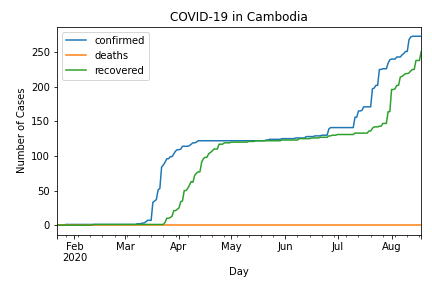 COVID-19 in Cambodia
confirmed
deaths
recovered
Number of Cases
250
200
150
100
50
0
Feb
2020
Mar
Apr
May
Jun
Jul
Aug
Day